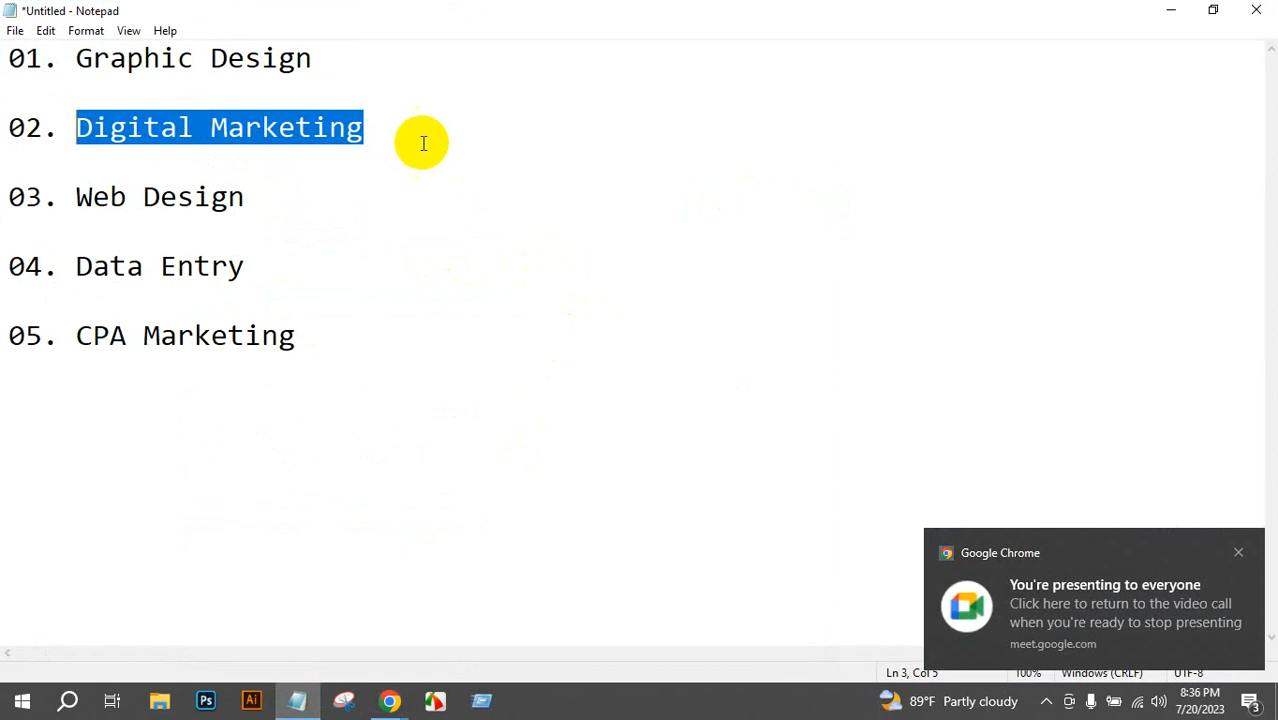 *Untitled - Notepad
File Edit Format View Help
01. Graphic Design
02. Digital Marketing
03. Web Design
04. Data Entry
05. CPA Marketing
Google Chrome
You're presenting to everyone
Click here to return to the video call
when you're ready to stop presenting
meet.google.com
Ln 3, Col 5 100% Windows (CRLF) UTF-8
Ps Ai 89°F Partly cloudy 8:36 PM
7/20/2023 3